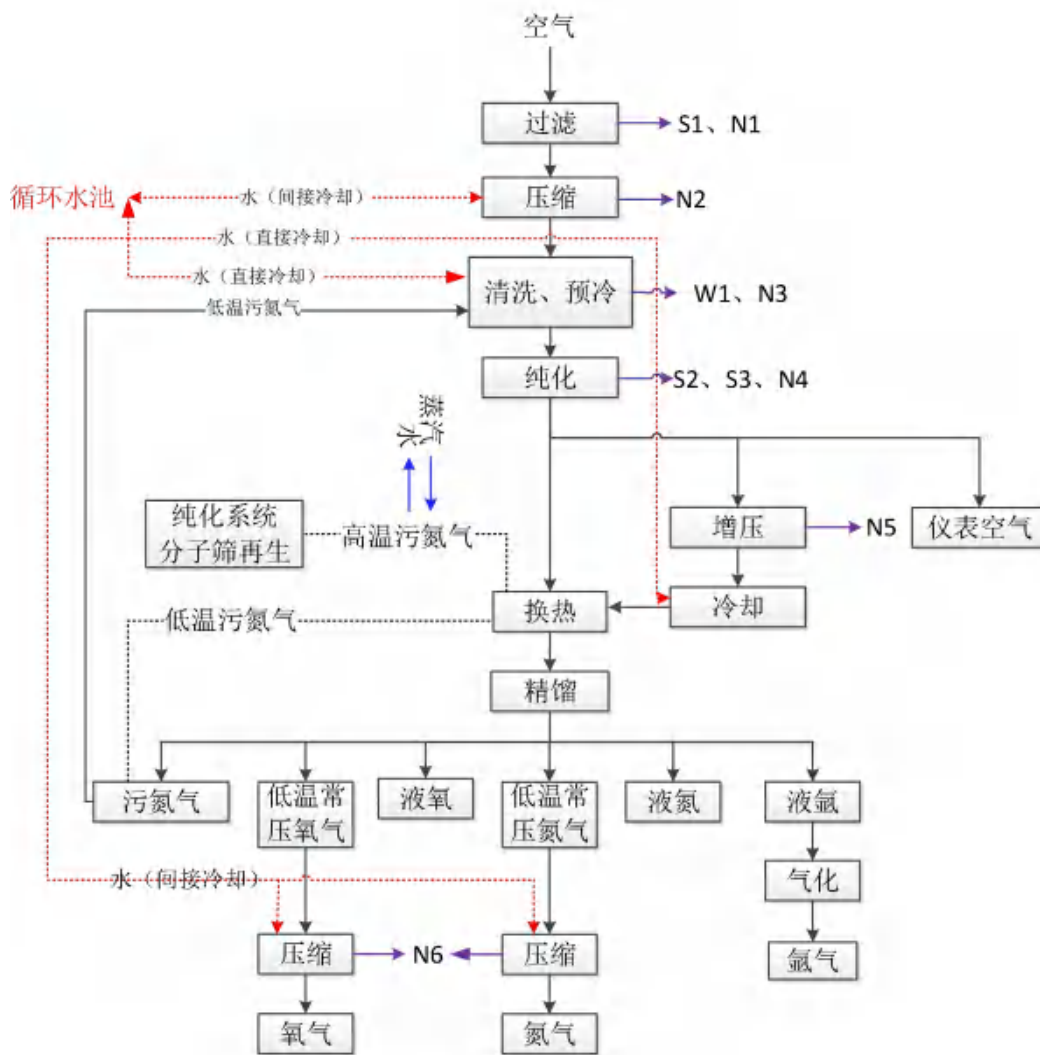 空气
过滤
S1、N1
循环水池
水（间接冷却）
压缩
N2
水（直接冷却）
水（直接冷却）
清洗、预冷
W1、N3
低温污氮气
纯化
S2、S3、N4
蒸汽
水
纯化系统
分子筛再生
高温污氮气
增压
N5
仪表空气
换热
冷却
低温污氮气
精馏
污氮气
低温常
压氧气
液氧
低温常
压氮气
液氮
液氩
水（间接冷却）
气化
压缩
N6
压缩
氩气
氧气
氮气